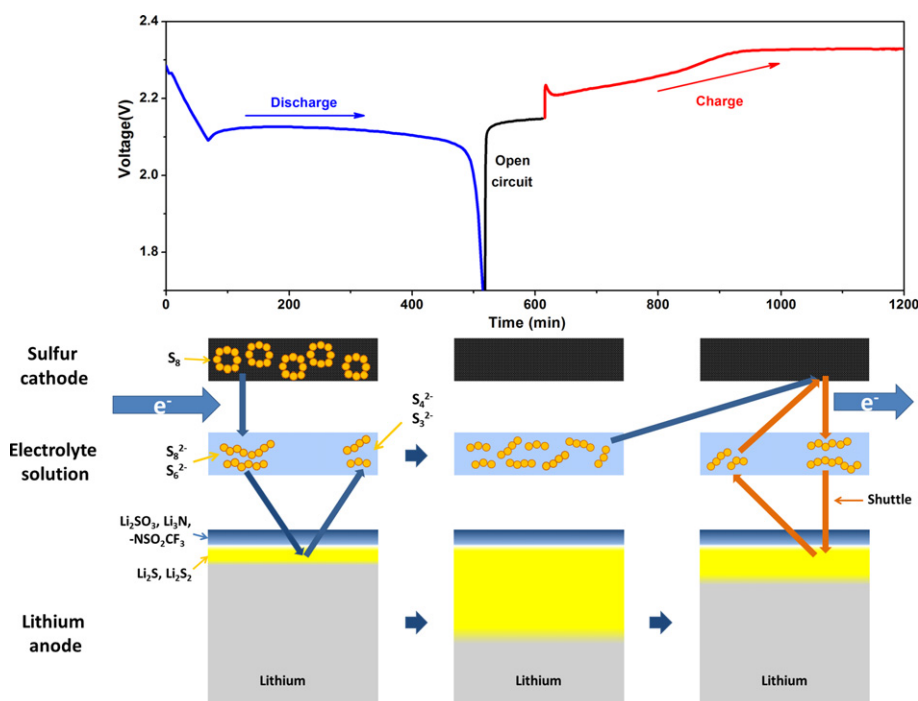 2.4
2.2
2.0
1.8
Voltage(V)
Discharge
Open
circuit
Charge
0
200
400
600
800
1000
1200
Time (min)
Sulfur
cathode
S₈
e⁻
S₄²⁻
S₃²⁻
e⁻
Electrolyte
solution
S₈²⁻
S₆²⁻
Shuttle
Li₂SO₃, Li₃N,
-NSO₂CF₃
Li₂S, Li₂S₂
Lithium
anode
Lithium
Lithium
Lithium